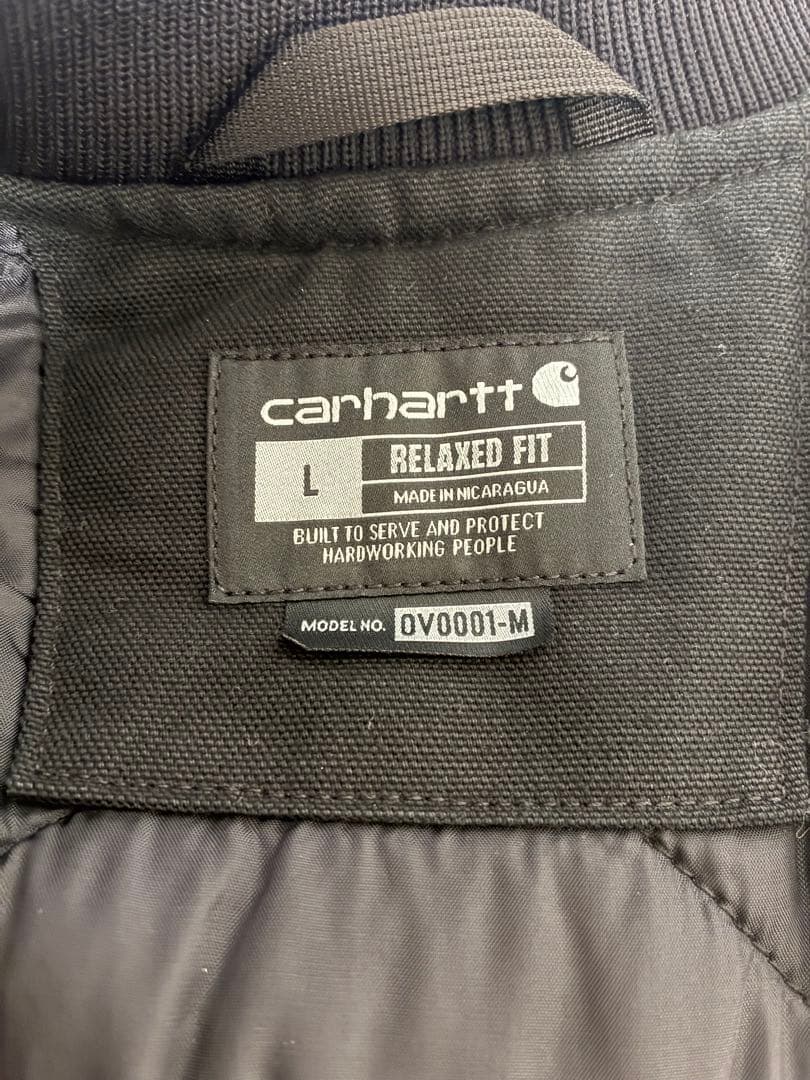 carhartt
L
RELAXED FIT
MADE IN NICARAGUA
BUILT TO SERVE AND PROTECT
HARDWORKING PEOPLE
MODEL NO. OV0001-M